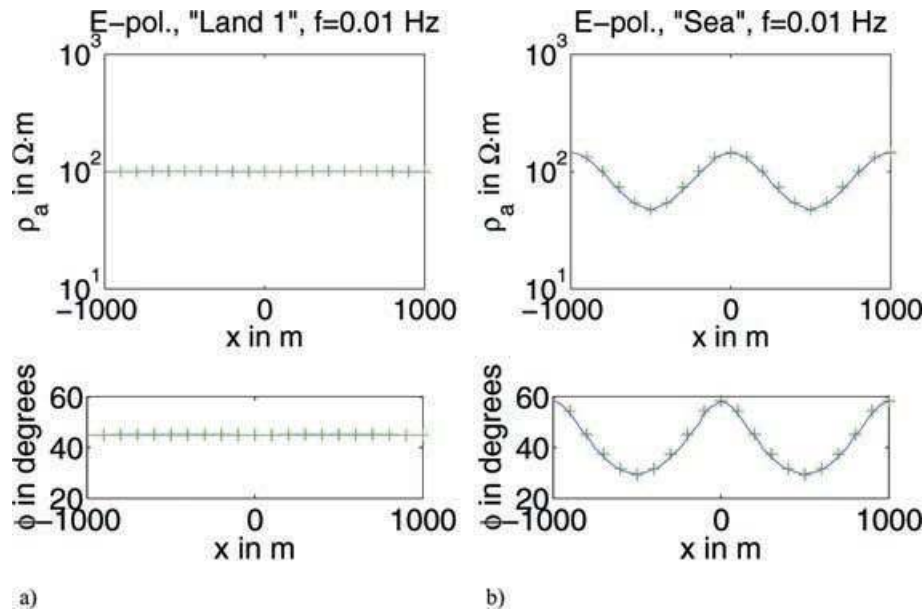 E-pol., "Land 1", f=0.01 Hz
10³
10²
10¹
ρₐ in Ω·m
−1000
0
1000
x in m
60
40
20
ϕ in degrees
−1000
0
1000
x in m
a)
E-pol., "Sea", f=0.01 Hz
10³
10²
10¹
ρₐ in Ω·m
−1000
0
1000
x in m
60
40
20
ϕ in degrees
−1000
0
1000
x in m
b)